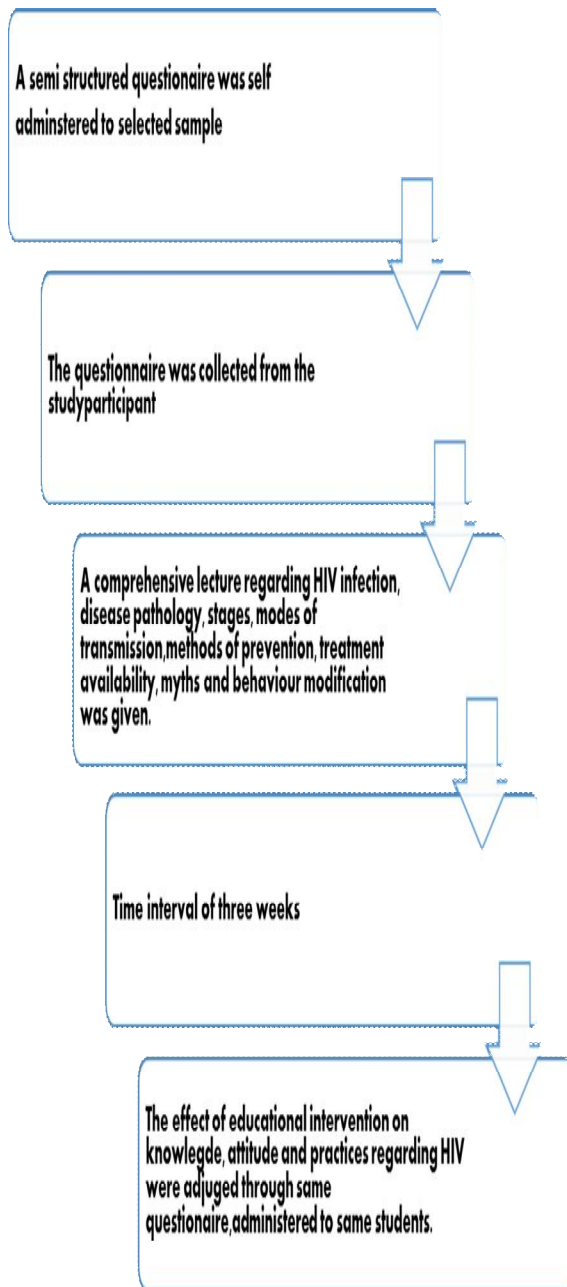 A semi structured questionaire was self
adminstered to selected sample
The questionnaire was collected from the
studyparticipant
A comprehensive lecture regarding HIV infection,
disease pathology, stages, modes of
transmission,methods of prevention, treatment
availability, myths and behaviour modification
was given.
Time interval of three weeks
The effect of educational intervention on
knowlegde, attitude and practices regarding HIV
were adjuged through same
questionaire,administered to same students.